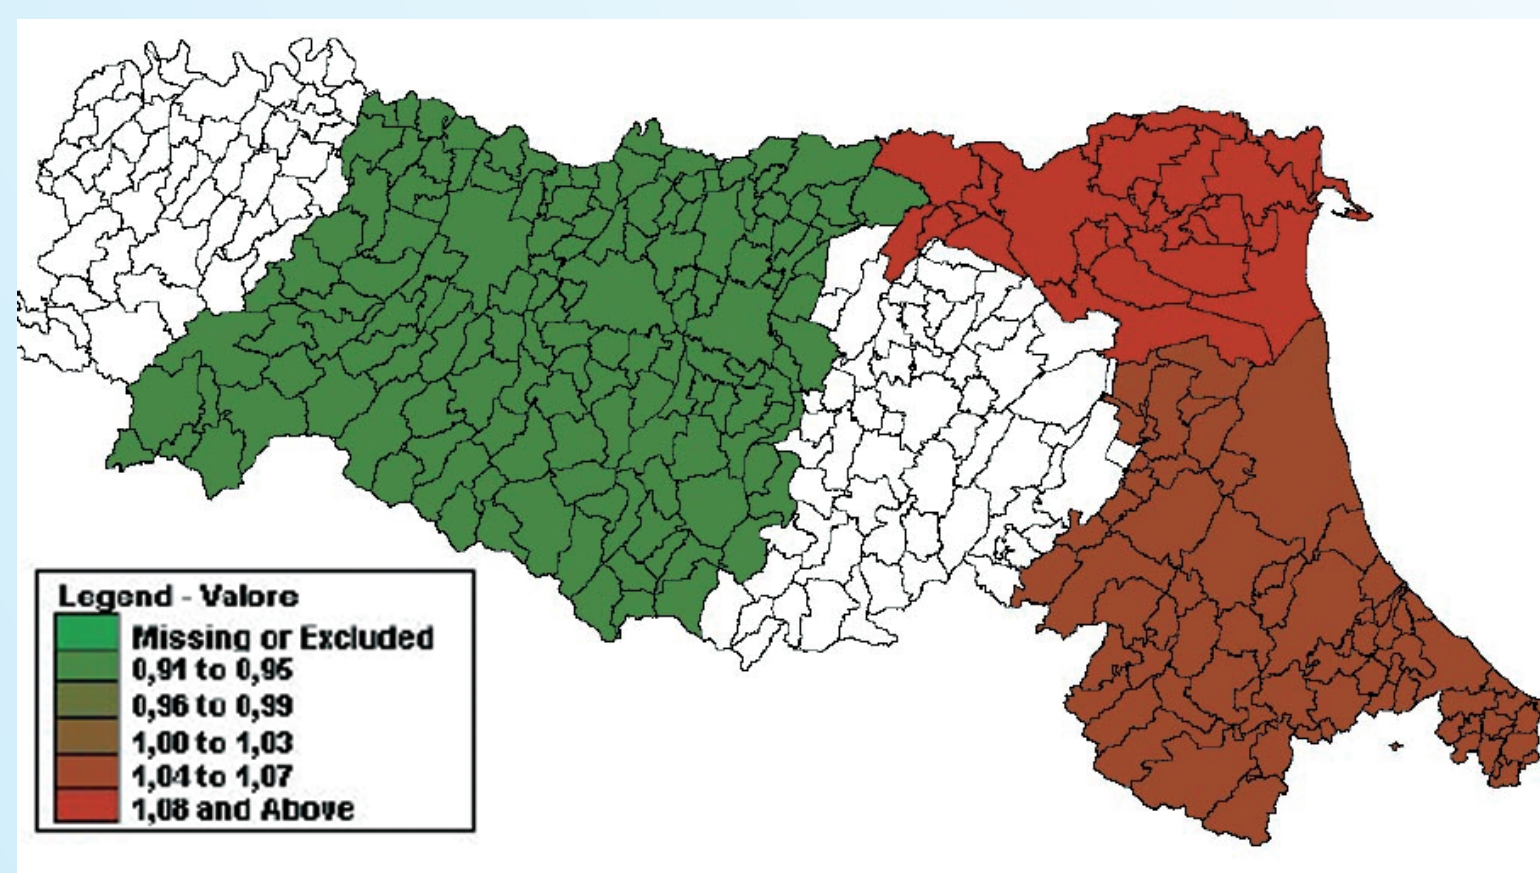 Legend - Valore
Missing or Excluded
0,91 to 0,95
0,96 to 0,99
1,00 to 1,03
1,04 to 1,07
1,08 and Above